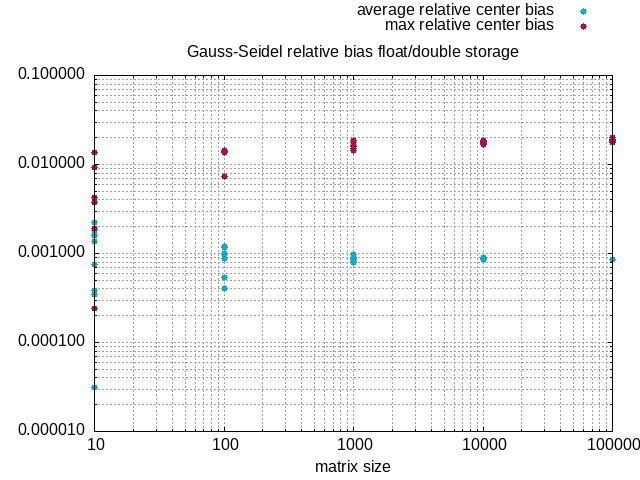 average relative center bias
max relative center bias
Gauss-Seidel relative bias float/double storage
0.100000
0.010000
0.001000
0.000100
0.000010
10 100 1000 10000 100000
matrix size